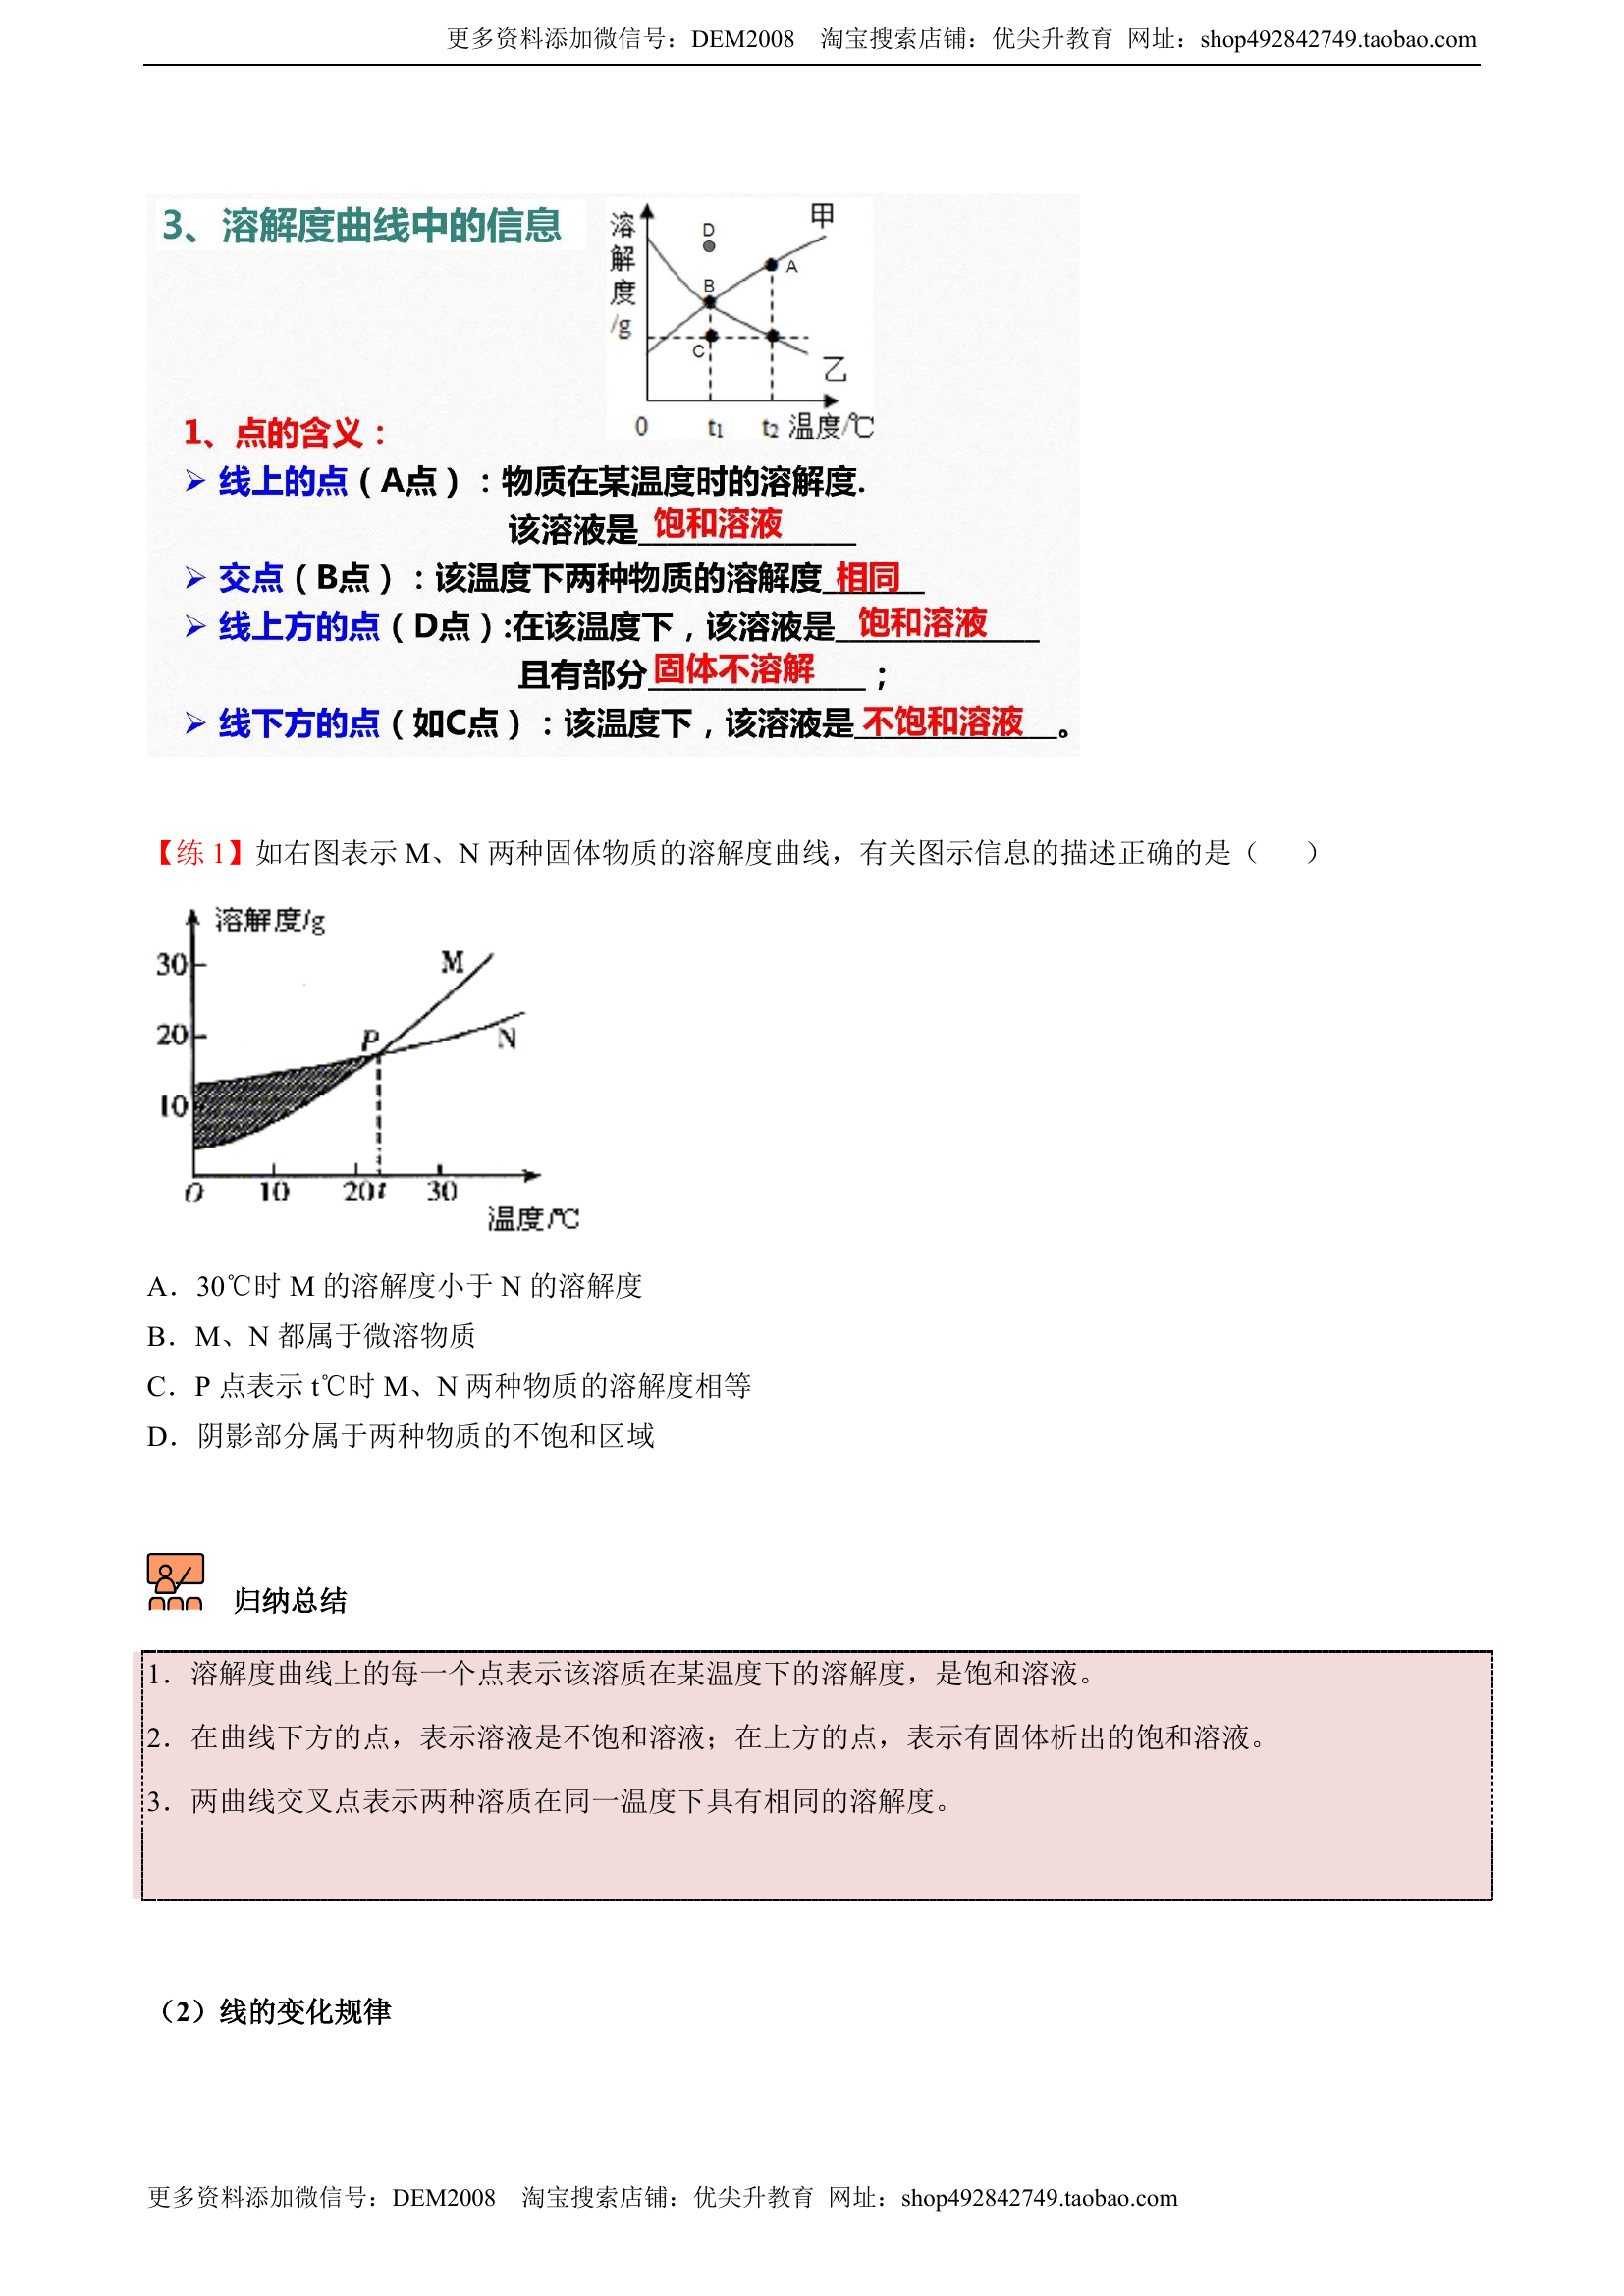 更多资料添加微信号：DEM2008 淘宝搜索店铺：优尖升教育 网址：shop492842749.taobao.com
3、溶解度曲线中的信息
溶解度/g
甲
D
A
B
C
乙
0 t₁ t₂ 温度/℃
1、点的含义：
➢ 线上的点（A点）：物质在某温度时的溶解度.
该溶液是 饱和溶液
➢ 交点（B点）：该温度下两种物质的溶解度 相同
➢ 线上方的点（D点）:在该温度下，该溶液是 饱和溶液
且有部分 固体不溶解 ；
➢ 线下方的点（如C点）：该温度下，该溶液是 不饱和溶液 。
【练 1】如右图表示 M、N 两种固体物质的溶解度曲线，有关图示信息的描述正确的是（ ）
溶解度/g
30
M
20
P
N
10
O 10 20 t 30
温度/℃
A．30℃时 M 的溶解度小于 N 的溶解度
B．M、N 都属于微溶物质
C．P 点表示 t℃时 M、N 两种物质的溶解度相等
D．阴影部分属于两种物质的不饱和区域
归纳总结
1．溶解度曲线上的每一个点表示该溶质在某温度下的溶解度，是饱和溶液。
2．在曲线下方的点，表示溶液是不饱和溶液；在上方的点，表示有固体析出的饱和溶液。
3．两曲线交叉点表示两种溶质在同一温度下具有相同的溶解度。
（2）线的变化规律
更多资料添加微信号：DEM2008 淘宝搜索店铺：优尖升教育 网址：shop492842749.taobao.com